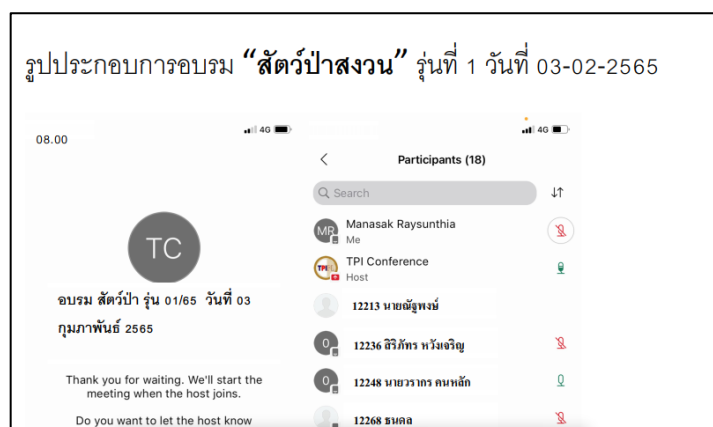 รูปประกอบการอบรม “สัตว์ป่าสงวน” รุ่นที่ 1 วันที่ 03-02-2565
08.00
4G
TC
อบรม สัตว์ป่า รุ่น 01/65 วันที่ 03
กุมภาพันธ์ 2565
Thank you for waiting. We'll start the
meeting when the host joins.
Do you want to let the host know
4G
Participants (18)
Search
MR
Manasak Raysunthia
Me
TPI Conference
Host
12213 นายณัฐพงษ์
0
12236 สิริภัทร หวังเจริญ
0
12248 นายวรากร คนหลัก
12268 ธนดล